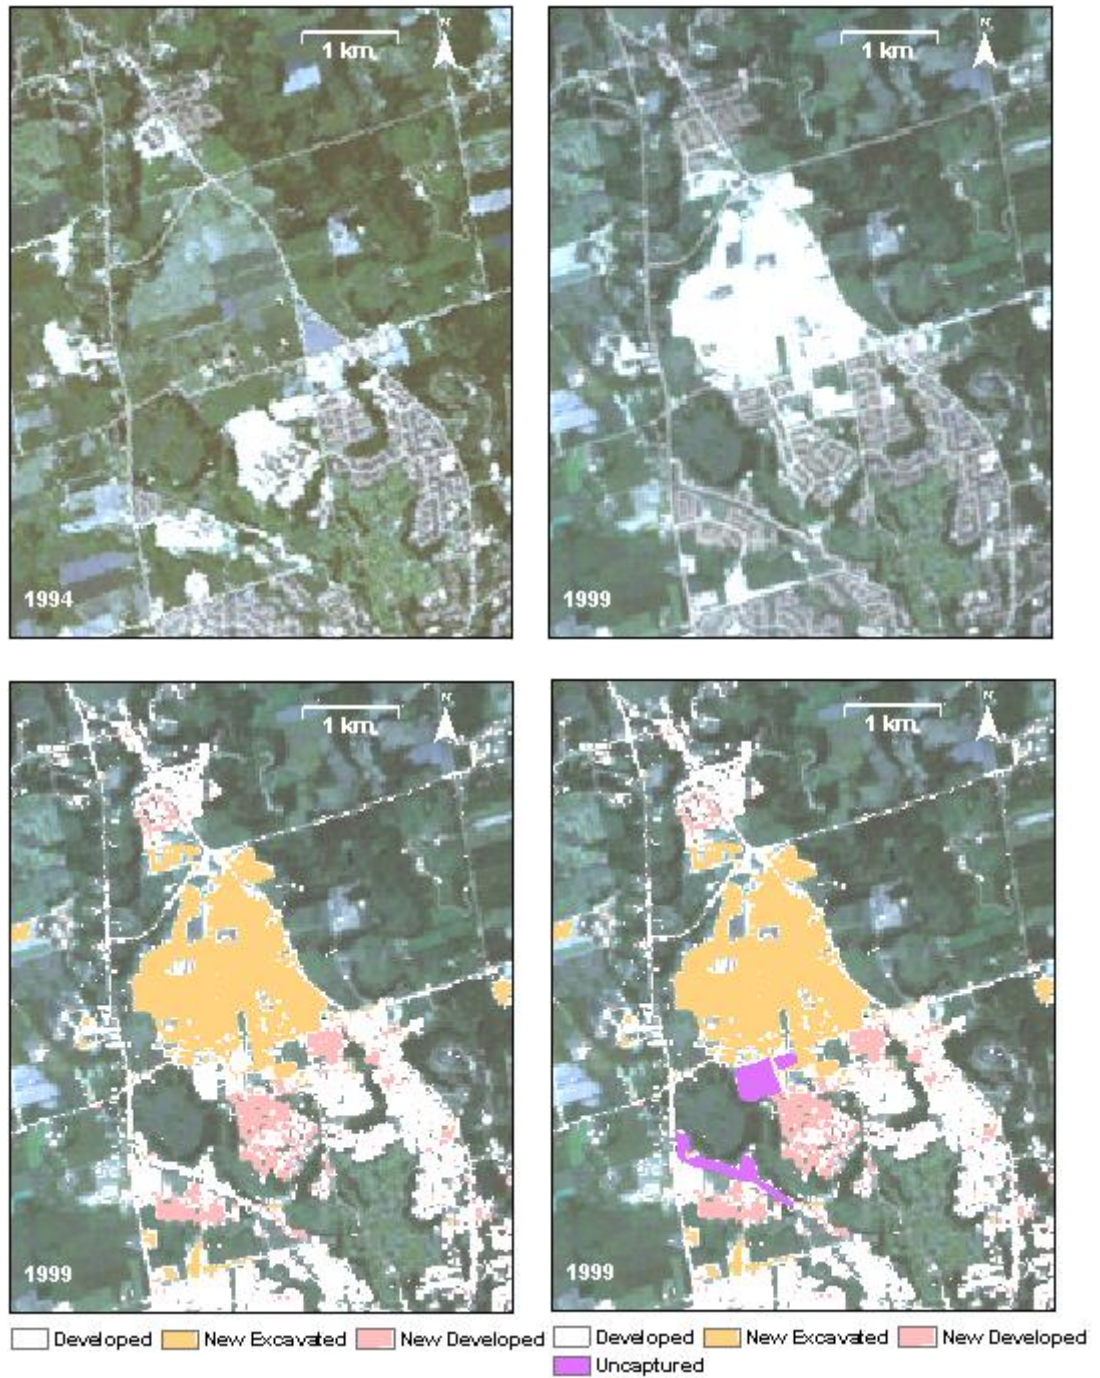 N
1 km
1994
N
1 km
1999
N
1 km
1999
N
1 km
1999
Developed New Excavated New Developed
Developed New Excavated New Developed
Uncaptured